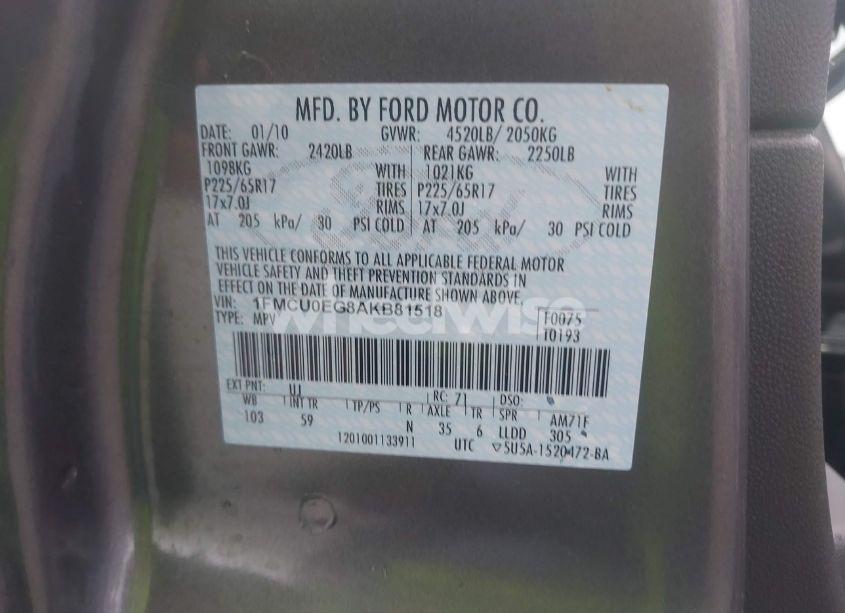 MFD. BY FORD MOTOR CO.
DATE: 01/10 GVWR: 4520LB/ 2050KG
FRONT GAWR: 2420LB REAR GAWR: 2250LB
1098KG WITH 1021KG WITH
P225/65R17 TIRES P225/65R17 TIRES
17x7.0J RIMS 17x7.0J RIMS
AT 205 kPa/ 30 PSI COLD AT 205 kPa/ 30 PSI COLD
THIS VEHICLE CONFORMS TO ALL APPLICABLE FEDERAL MOTOR
VEHICLE SAFETY AND THEFT PREVENTION STANDARDS IN
EFFECT ON THE DATE OF MANUFACTURE SHOWN ABOVE.
VIN: 1FMCU0EG8AKB81518
TYPE: MPV
F0075
T0193
wheelwise
EXT PNT: UJ RC: 71 DSO:
WB INT TR TP/PS R AXLE TR SPR AM71F
103 59 N 35 6 LLDD 305
1201001133911 UTC ▽5U5A-1520472-BA